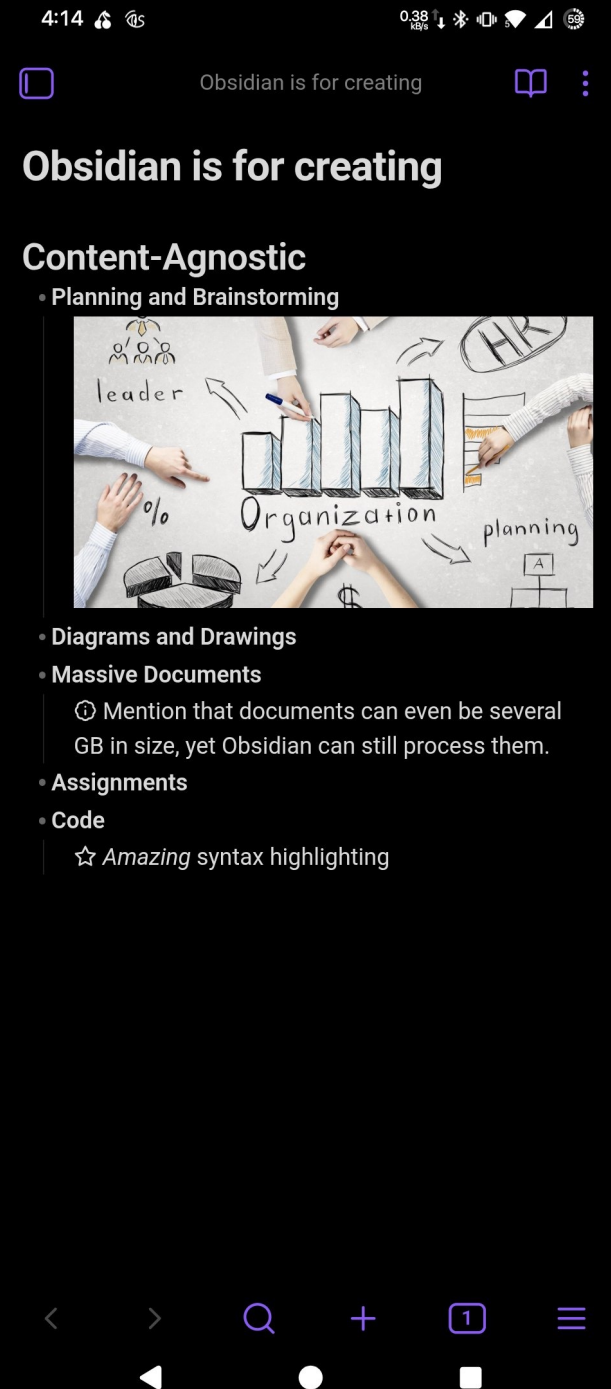 4:14
0.38
kB/s
5
59
Obsidian is for creating
Obsidian is for creating
Content-Agnostic
Planning and Brainstorming
HR
leader
%
Organization
planning
A
$
Diagrams and Drawings
Massive Documents
Mention that documents can even be several
GB in size, yet Obsidian can still process them.
Assignments
Code
Amazing syntax highlighting
1